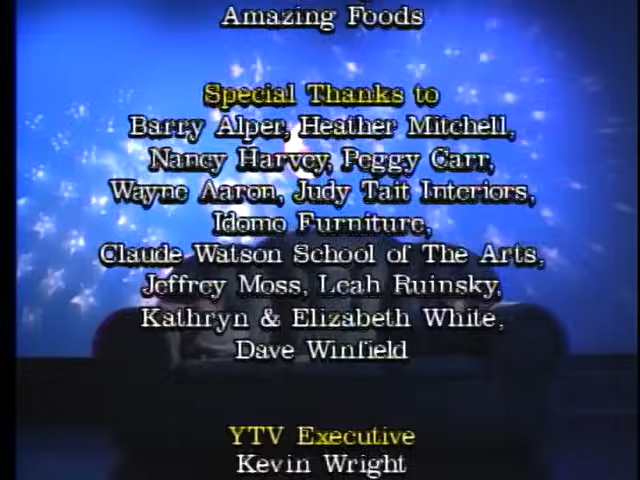 Amazing Foods
Special Thanks to
Barry Alper, Heather Mitchell,
Nancy Harvey, Peggy Carr,
Wayne Aaron, Judy Tait Interiors,
Idomo Furniture,
Claude Watson School of The Arts,
Jeffrey Moss, Leah Ruinsky,
Kathryn & Elizabeth White,
Dave Winfield
YTV Executive
Kevin Wright